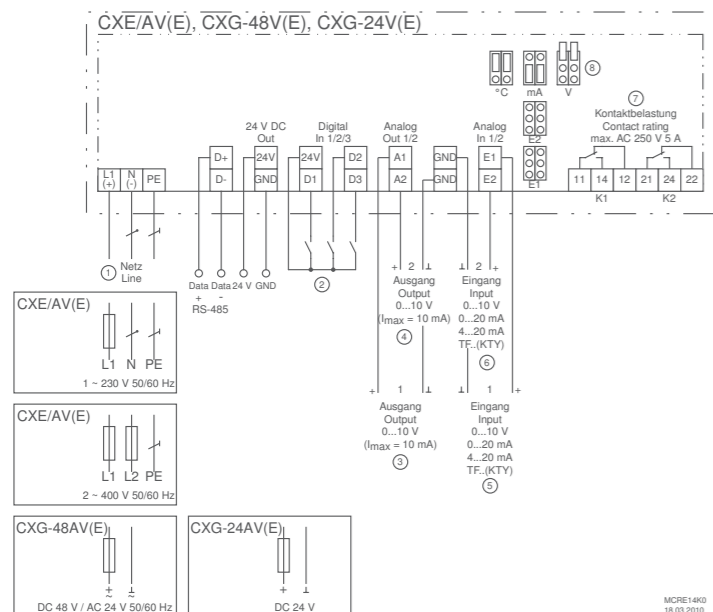 CXE/AV(E), CXG-48V(E), CXG-24V(E)
8
°C mA V
7
Kontaktbelastung
Contact rating
max. AC 250 V 5 A
24 V DC
Out
Digital
In 1/2/3
Analog
Out 1/2
Analog
In 1/2
E2
D+ 24V 24V D2 A1 GND E1
L1
(+)
N
(-)
PE
D- GND D1 D3 A2 GND E2
E1
11 14 12 21 24 22
K1 K2
1
Netz
Line
Data
+
Data
-
24 V GND
RS-485
2
+ 2 ⊥
Ausgang
Output
0...10 V
(Imax = 10 mA)
4
⊥ 2 +
Eingang
Input
0...10 V
0...20 mA
4...20 mA
TF..(KTY)
6
+ 1 ⊥
Ausgang
Output
0...10 V
(Imax = 10 mA)
3
⊥ 1 +
Eingang
Input
0...10 V
0...20 mA
4...20 mA
TF..(KTY)
5
CXE/AV(E)
L1 N PE
1 ~ 230 V 50/60 Hz
CXE/AV(E)
L1 L2 PE
2 ~ 400 V 50/60 Hz
CXG-48AV(E)
+ ⊥
~ ~
DC 48 V / AC 24 V 50/60 Hz
CXG-24AV(E)
+ ⊥
DC 24 V
MCRE14K0
18.03.2010